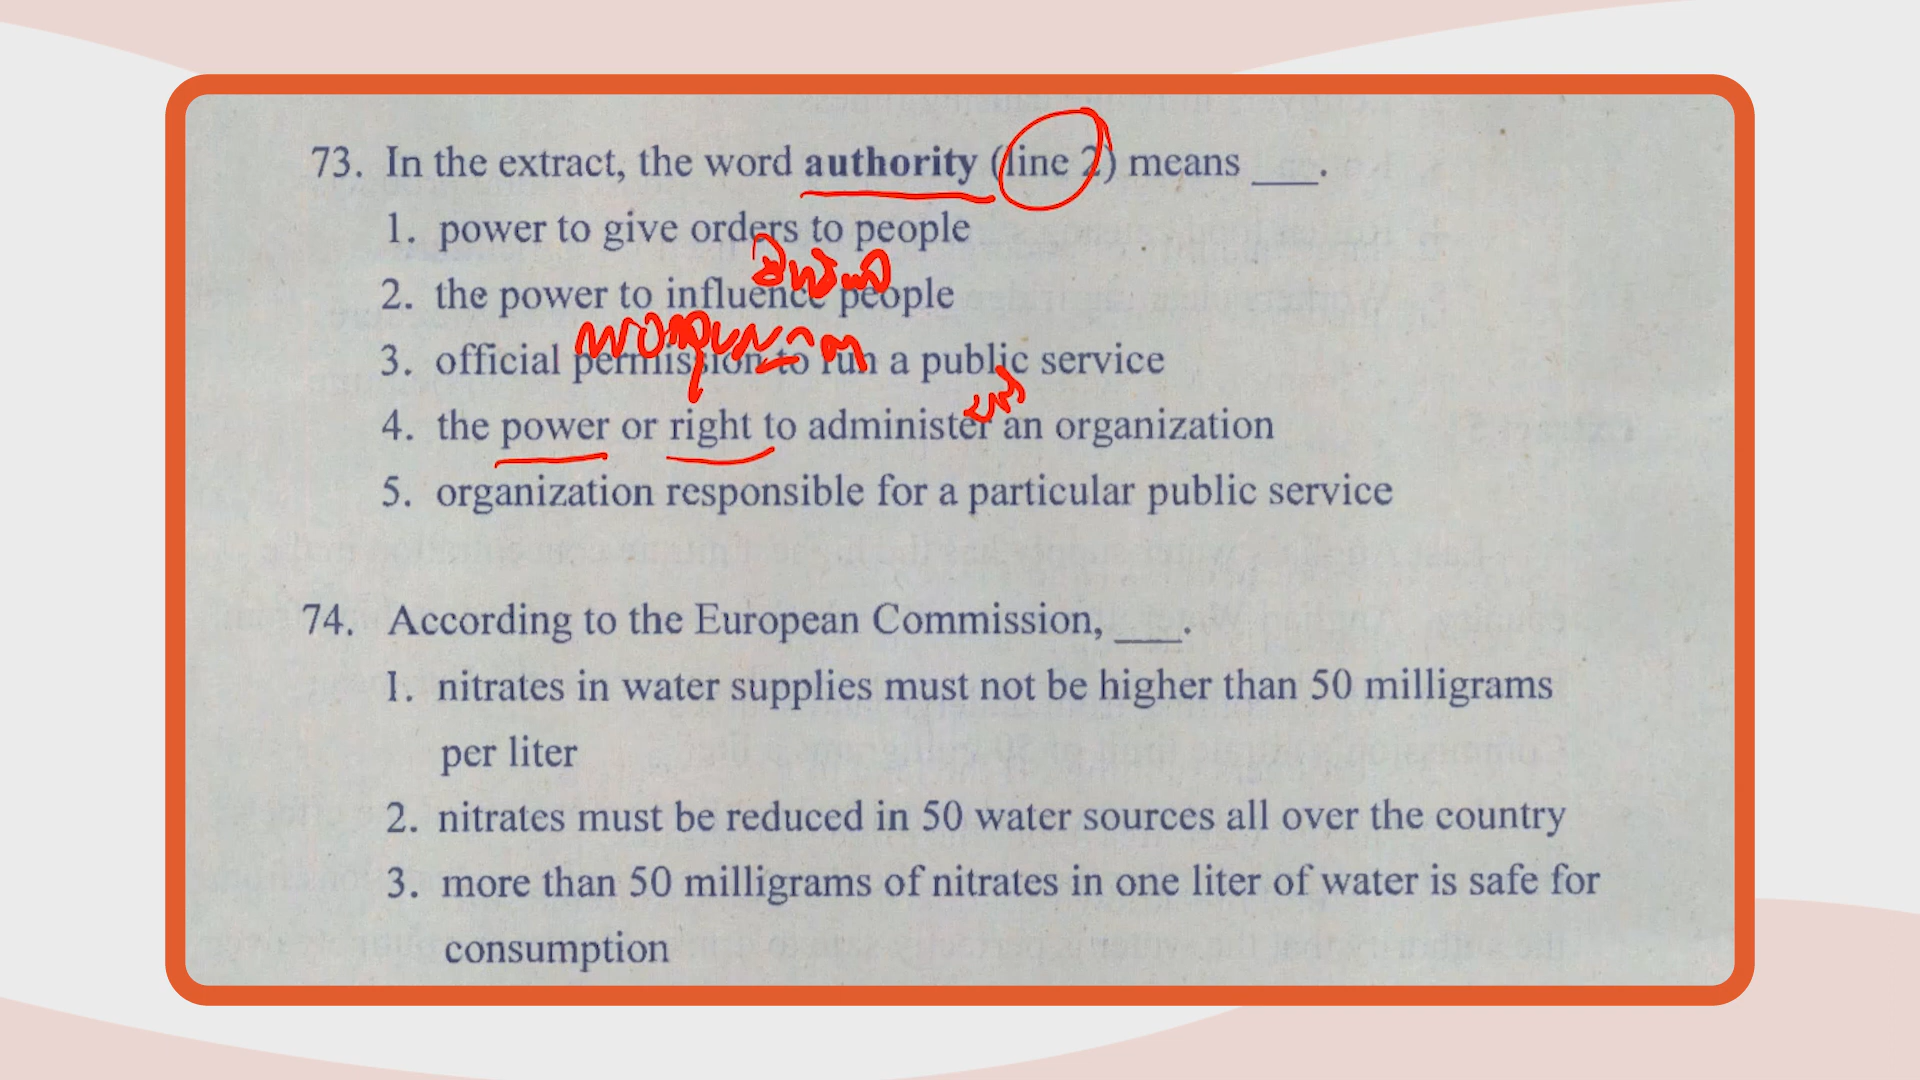 73. In the extract, the word authority (line 2) means ___.
1. power to give orders to people
2. the power to influence people
3. official permission to run a public service
4. the power or right to administer an organization
5. organization responsible for a particular public service
74. According to the European Commission, ___.
1. nitrates in water supplies must not be higher than 50 milligrams
per liter
2. nitrates must be reduced in 50 water sources all over the country
3. more than 50 milligrams of nitrates in one liter of water is safe for
consumption